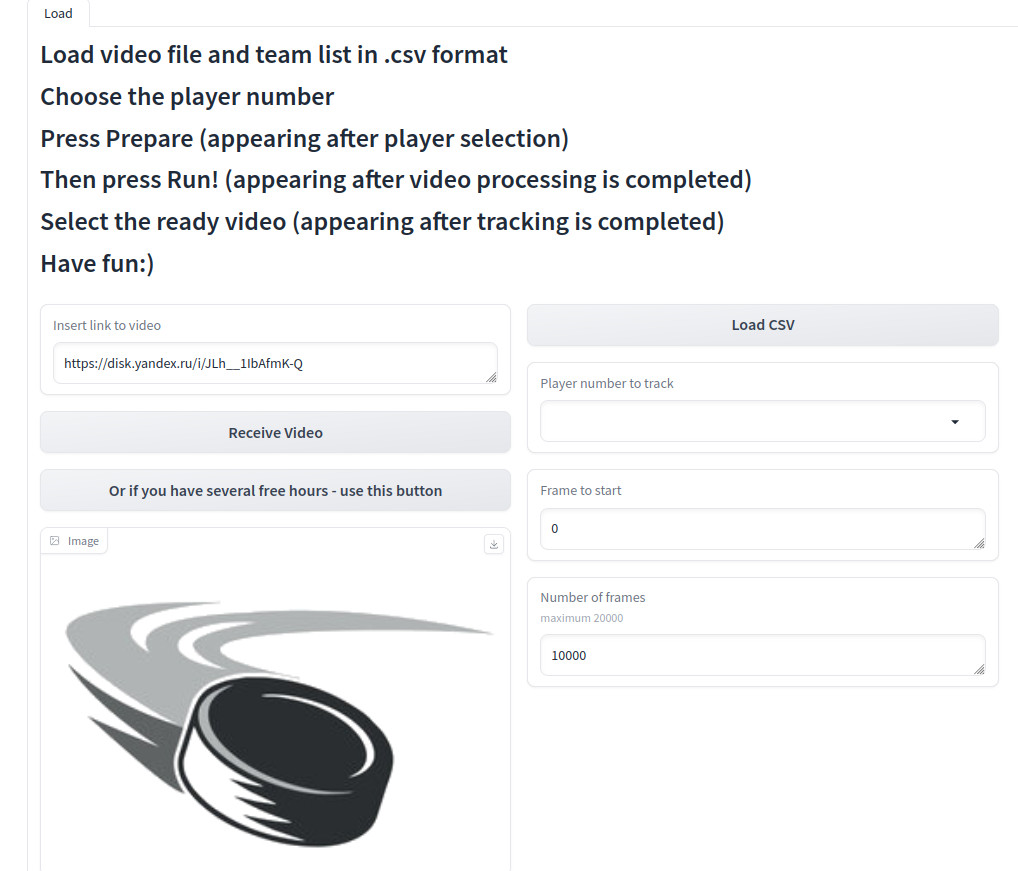 Load
Load video file and team list in .csv format
Choose the player number
Press Prepare (appearing after player selection)
Then press Run! (appearing after video processing is completed)
Select the ready video (appearing after tracking is completed)
Have fun:)
Insert link to video
https://disk.yandex.ru/i/JLh__1IbAfmK-Q
Receive Video
Or if you have several free hours - use this button
Image
Load CSV
Player number to track
Frame to start
0
Number of frames
maximum 20000
10000